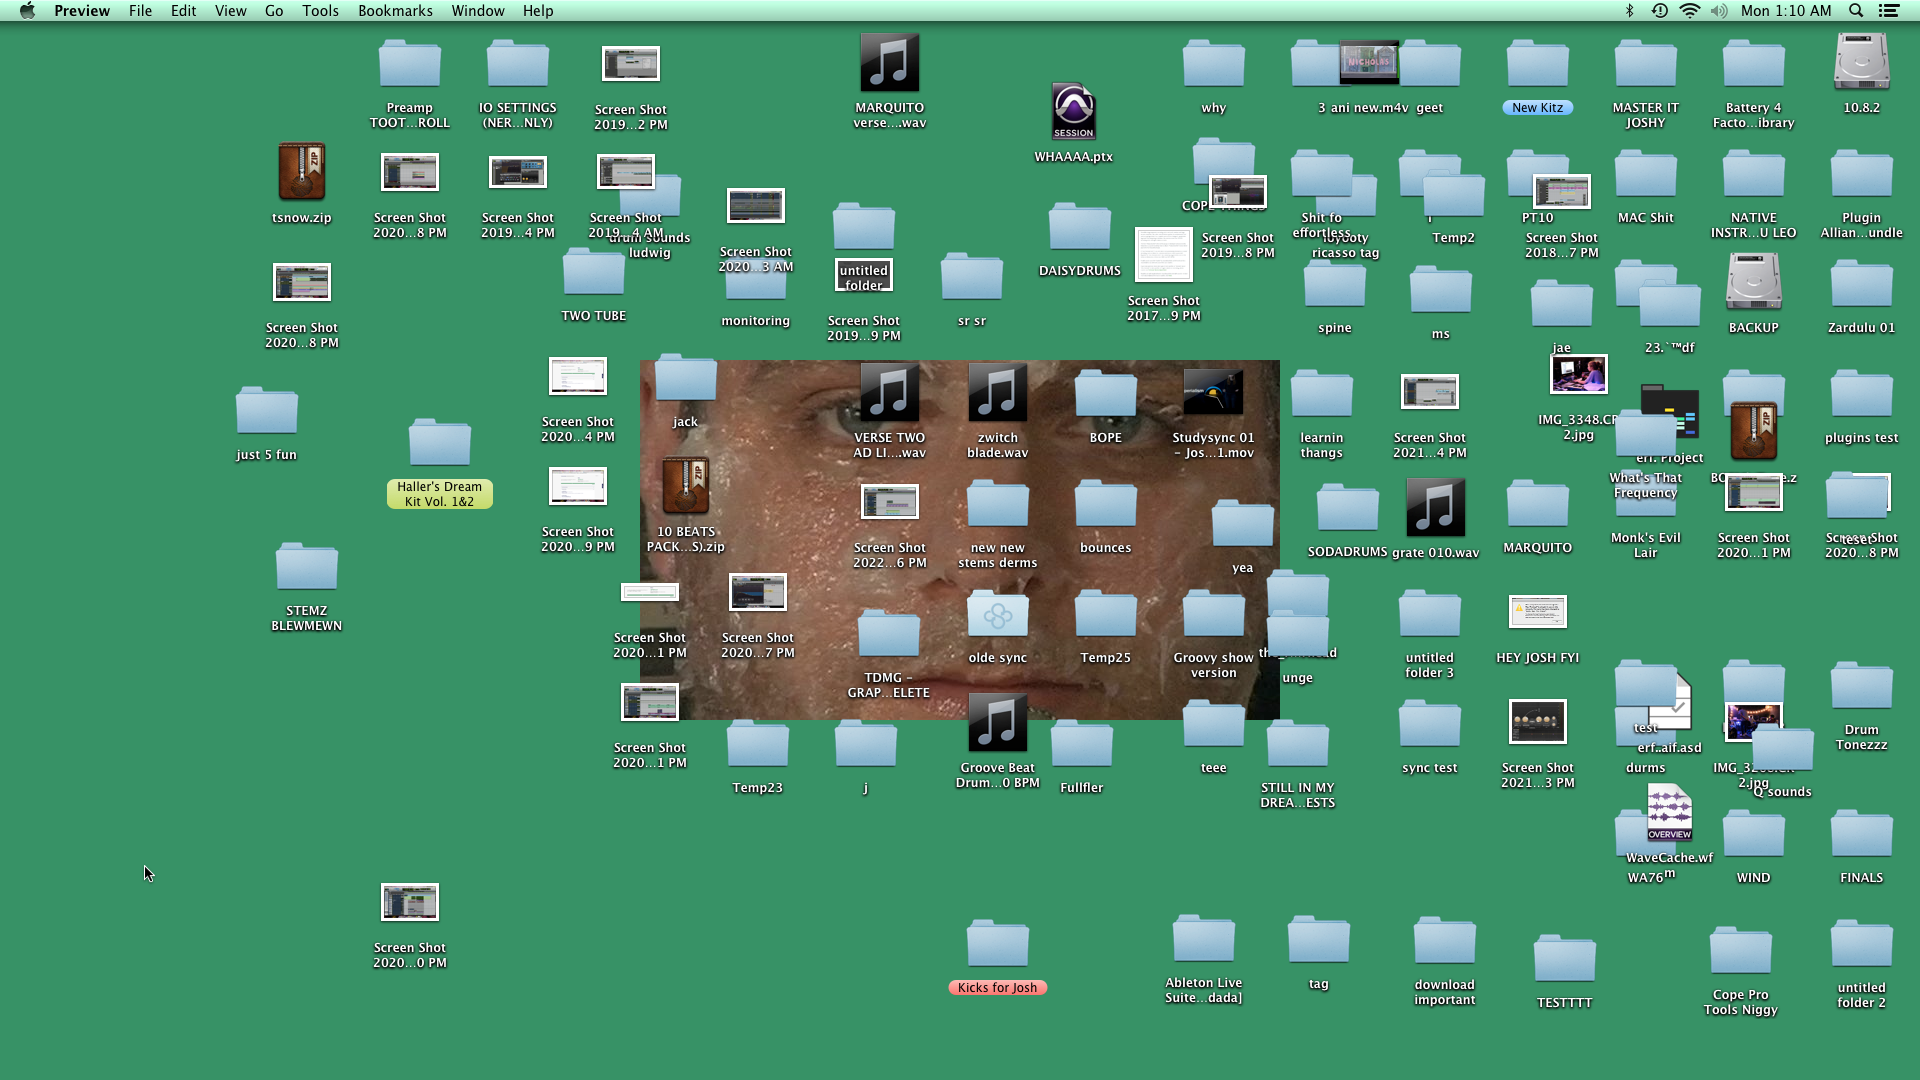 Preview File Edit View Go Tools Bookmarks Window Help
Mon 1:10 AM
Preamp
TOOT...ROLL
IO SETTINGS
(NER...NLY)
Screen Shot
2019...2 PM
MARQUITO
verse....wav
SESSION
WHAAAA.ptx
why
3
ani new.m4v
geet
New Kitz
MASTER IT
JOSHY
Battery 4
Facto...ibrary
10.8.2
ZIP
tsnow.zip
Screen Shot
2020...8 PM
Screen Shot
2019...4 PM
Screen Shot
2019...4 AM
drum sounds
ludwig
Screen Shot
2020...3 AM
untitled
folder
Screen Shot
2019...9 PM
DAISYDRUMS
Screen Shot
2017...9 PM
Screen Shot
2019...8 PM
Shit fo
effortless
ricasso tag
Temp2
PT10
Screen Shot
2018...7 PM
MAC Shit
NATIVE
INSTR...U LEO
Plugin
Allian...undle
Screen Shot
2020...8 PM
TWO TUBE
monitoring
sr sr
spine
ms
jae
23.`™df
BACKUP
Zardulu 01
just 5 fun
Haller's Dream
Kit Vol. 1&2
Screen Shot
2020...4 PM
jack
VERSE TWO
AD LI....wav
zwitch
blade.wav
BOPE
Studysync 01
– Jos...1.mov
learnin
thangs
Screen Shot
2021...4 PM
IMG_3348.CR
2.jpg
plugins test
Screen Shot
2020...9 PM
ZIP
10 BEATS
PACK...S).zip
Screen Shot
2022...6 PM
new new
stems derms
bounces
yea
SODADRUMS
grate 010.wav
MARQUITO
What's That
Frequency
Monk's Evil
Lair
Screen Shot
2020...1 PM
Screen Shot
2020...8 PM
STEMZ
BLEWMEWN
Screen Shot
2020...1 PM
Screen Shot
2020...7 PM
TDMG –
GRAP...ELETE
olde sync
Temp25
Groovy show
version
unge
untitled
folder 3
HEY JOSH FYI
Screen Shot
2020...1 PM
Temp23
j
Groove Beat
Drum...0 BPM
Fullfler
teee
STILL IN MY
DREA...ESTS
sync test
Screen Shot
2021...3 PM
test
erf..aif.asd
durms
2.jpg
Q sounds
Drum
Tonezzz
OVERVIEW
WaveCache.wf
m
WA76
WIND
FINALS
Screen Shot
2020...0 PM
Kicks for Josh
Ableton Live
Suite...dada]
tag
download
important
TESTTTT
Cope Pro
Tools Niggy
untitled
folder 2